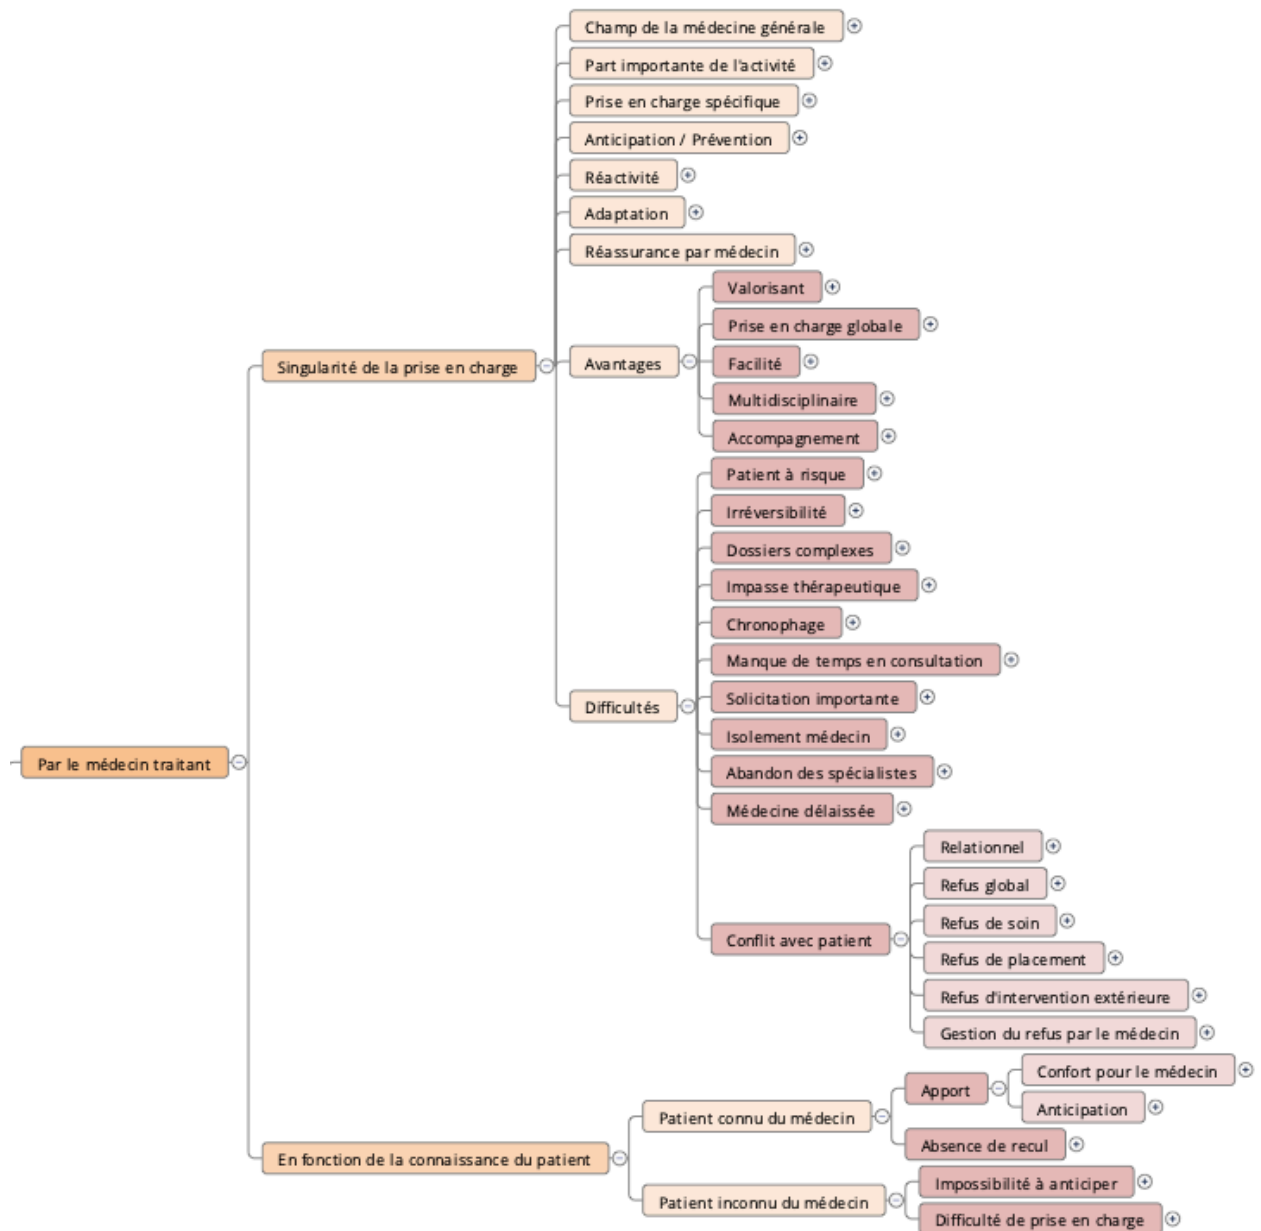 Champ de la médecine générale
Part importante de l'activité
Prise en charge spécifique
Anticipation / Prévention
Réactivité
Adaptation
Réassurance par médecin
Valorisant
Prise en charge globale
Singularité de la prise en charge
Avantages
Facilité
Multidisciplinaire
Accompagnement
Patient à risque
Irréversibilité
Dossiers complexes
Impasse thérapeutique
Chronophage
Manque de temps en consultation
Difficultés
Solicitation importante
Isolement médecin
Par le médecin traitant
Abandon des spécialistes
Médecine délaissée
Relationnel
Refus global
Refus de soin
Conflit avec patient
Refus de placement
Refus d'intervention extérieure
Gestion du refus par le médecin
Confort pour le médecin
Apport
Anticipation
Patient connu du médecin
Absence de recul
En fonction de la connaissance du patient
Impossibilité à anticiper
Patient inconnu du médecin
Difficulté de prise en charge